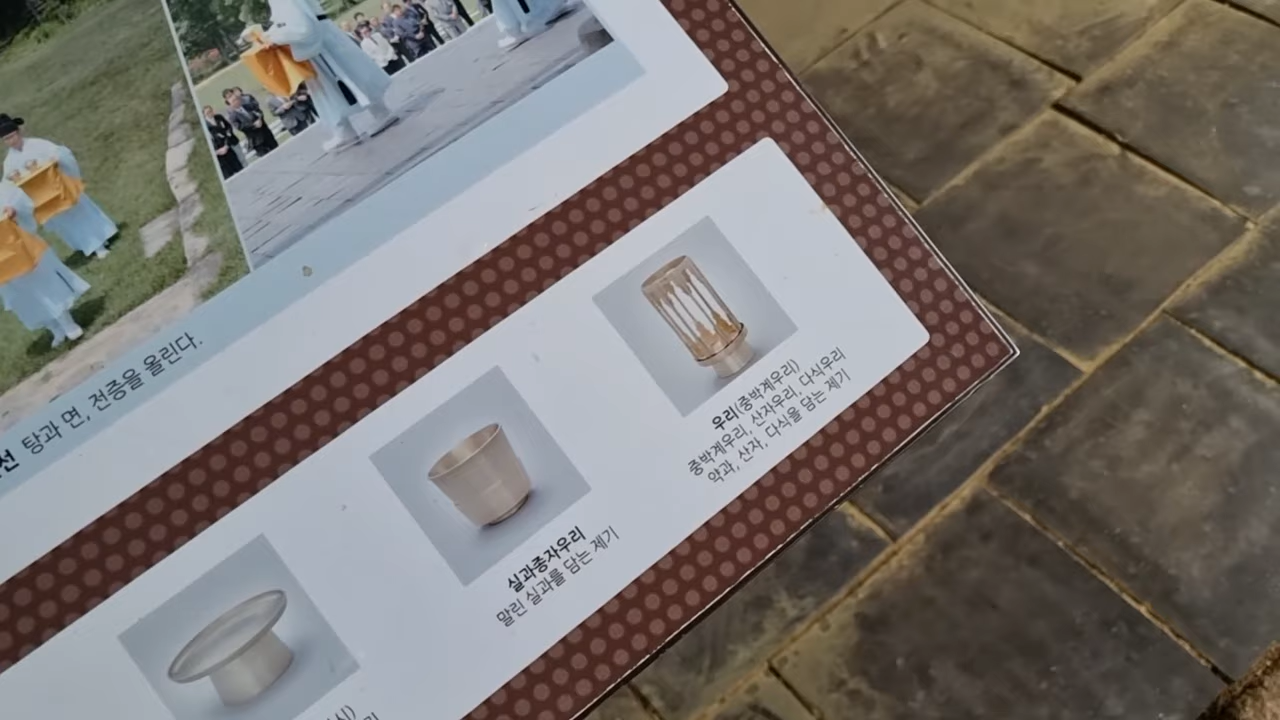 선 탕과 면, 전증을 올린다.
우리(중박계우리)
중박계우리, 산자우리, 다식우리
약과, 산자, 다식을 담는 제기
실과종자우리
말린 실과를 담는 제기
시)